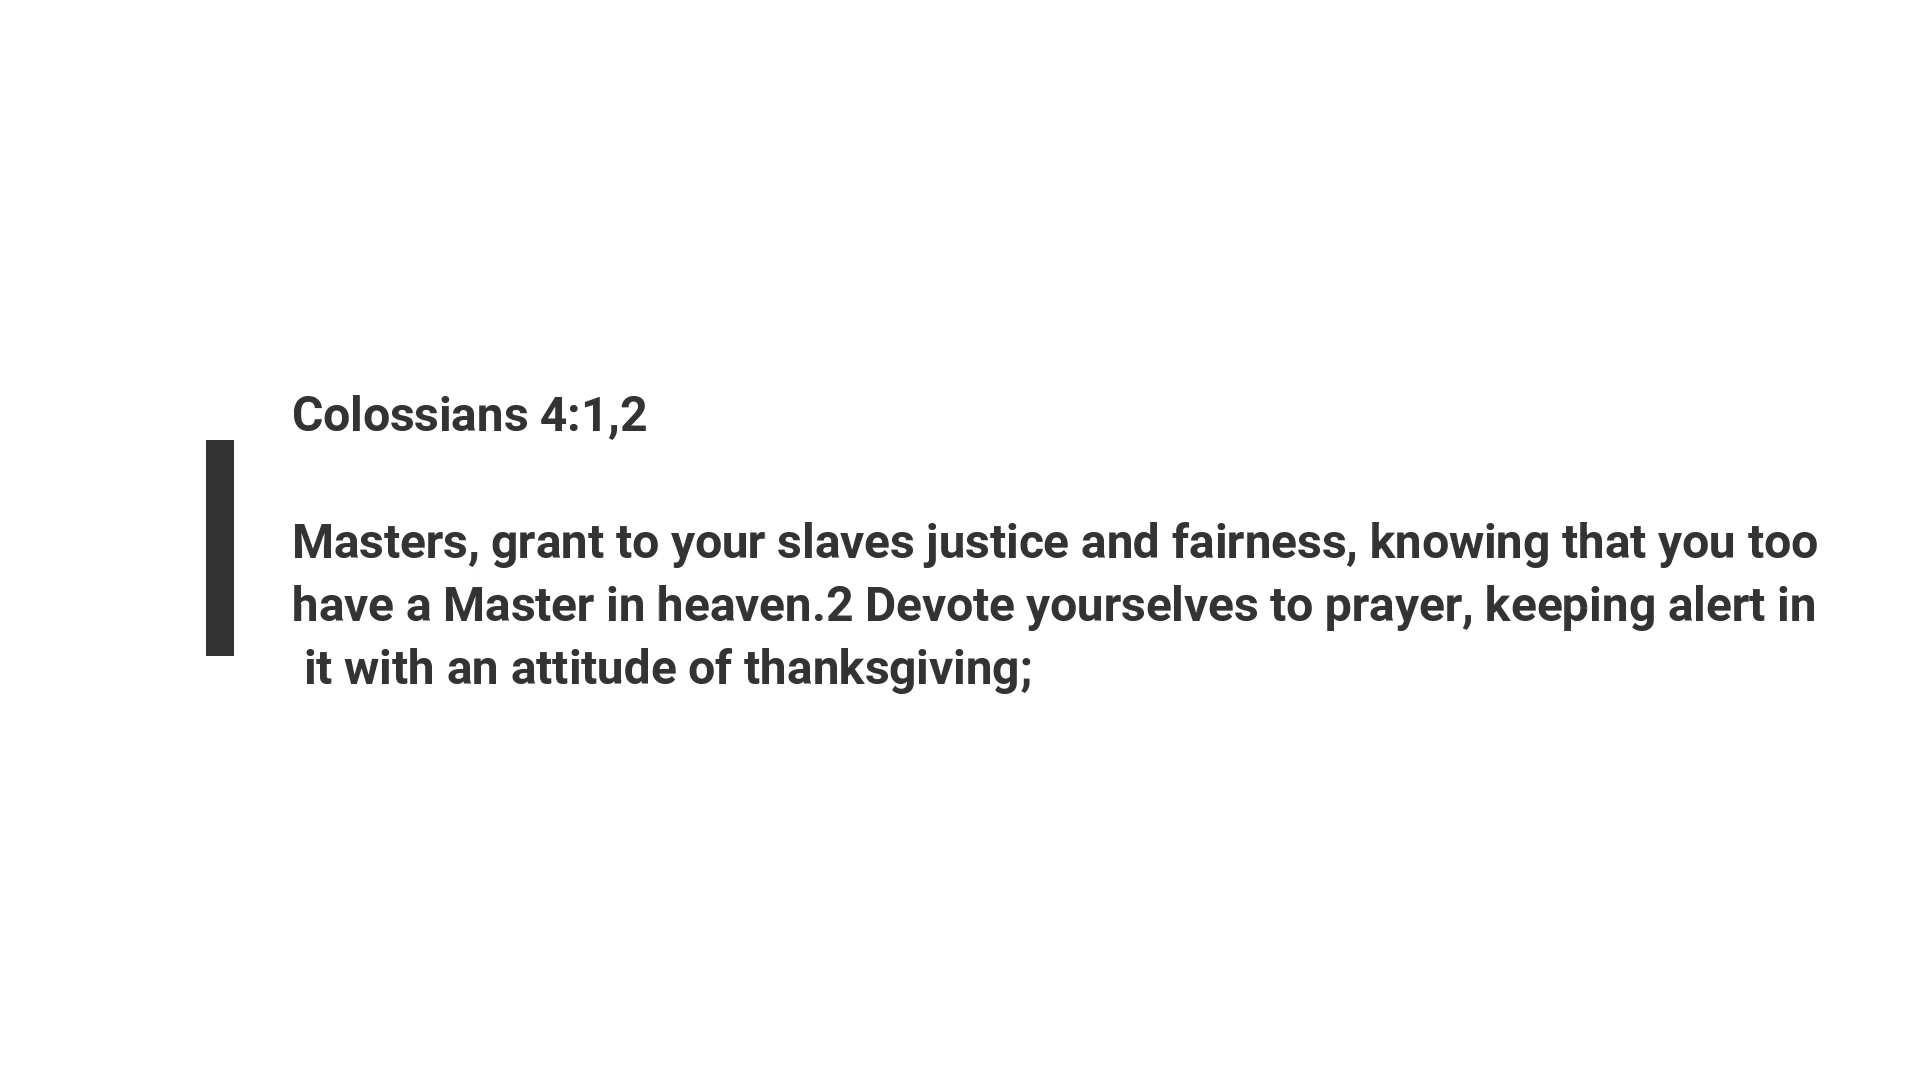 Colossians 4:1,2
Masters, grant to your slaves justice and fairness, knowing that you too
have a Master in heaven.2 Devote yourselves to prayer, keeping alert in
it with an attitude of thanksgiving;